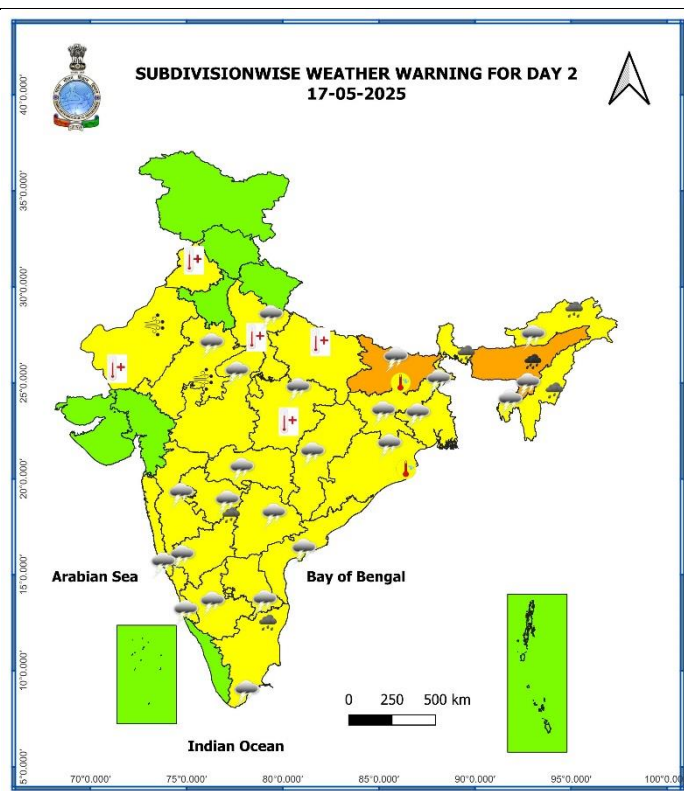 SUBDIVISIONWISE WEATHER WARNING FOR DAY 2
17-05-2025
40°0.000'
35°0.000'
30°0.000'
25°0.000'
20°0.000'
15°0.000'
10°0.000'
5°0.000'
Arabian Sea
Bay of Bengal
0 250 500 km
Indian Ocean
70°0.000' 75°0.000' 80°0.000' 85°0.000' 90°0.000' 95°0.000' 100°0.000'